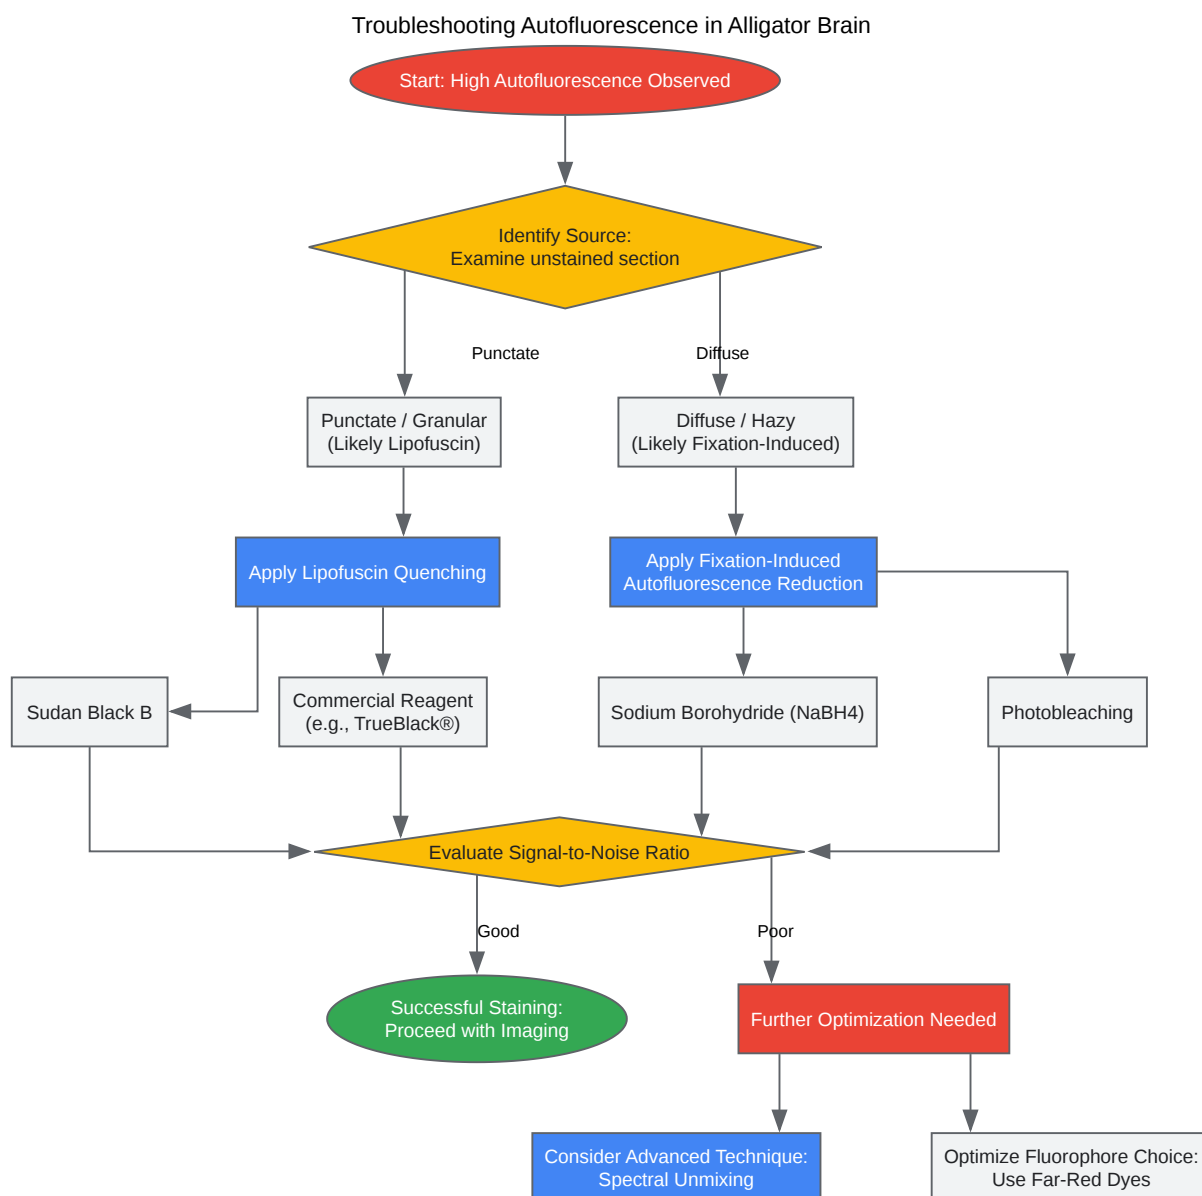 Troubleshooting Autofluorescence in Alligator Brain
Start: High Autofluorescence Observed
Identify Source:
Examine unstained section
Punctate
Diffuse
Punctate / Granular
(Likely Lipofuscin)
Diffuse / Hazy
(Likely Fixation-Induced)
Apply Lipofuscin Quenching
Apply Fixation-Induced
Autofluorescence Reduction
Sudan Black B
Commercial Reagent
(e.g., TrueBlack®)
Sodium Borohydride (NaBH4)
Photobleaching
Evaluate Signal-to-Noise Ratio
Good
Poor
Successful Staining:
Proceed with Imaging
Further Optimization Needed
Consider Advanced Technique:
Spectral Unmixing
Optimize Fluorophore Choice:
Use Far-Red Dyes